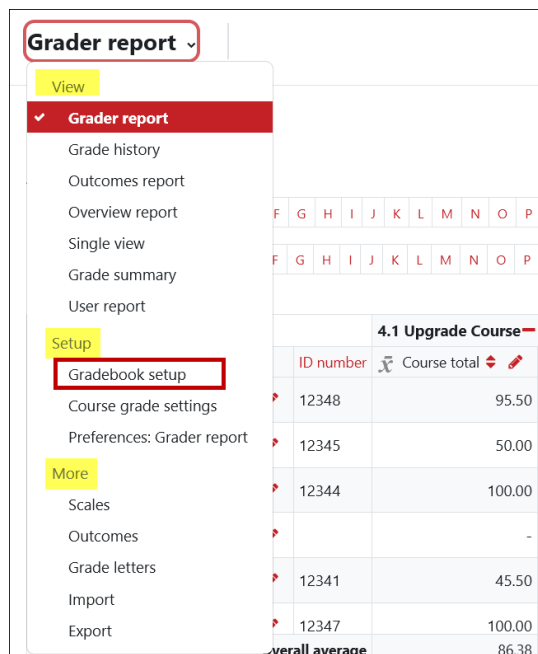 Grader report
View
Grader report
Grade history
Outcomes report
Overview report
F G H I J K L M N O P
Single view
F G H I J K L M N O P
Grade summary
User report
4.1 Upgrade Course
Setup
ID number x̄ Course total
Gradebook setup
12348 95.50
Course grade settings
Preferences: Grader report
12345 50.00
More
12344 100.00
Scales
Outcomes
-
Grade letters
12341 45.50
Import
12347 100.00
Export
overall average 86.38